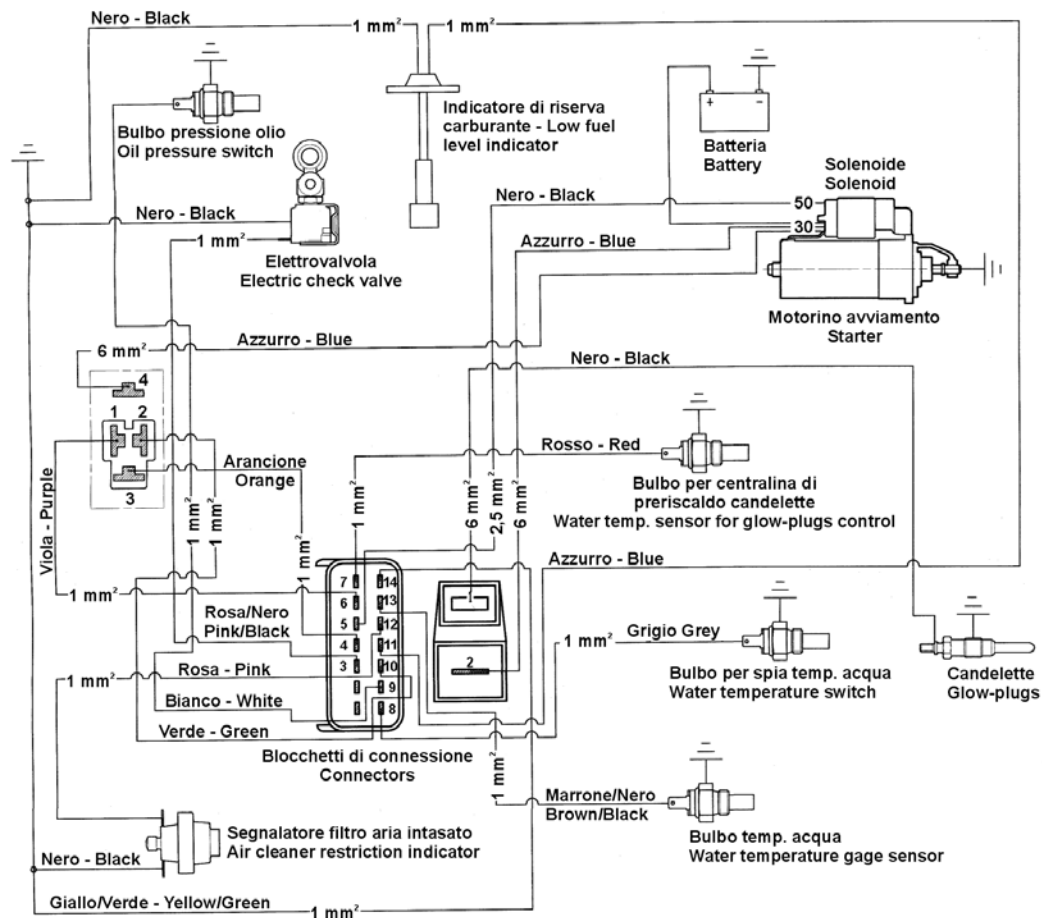 Nero - Black
1 mm²
1 mm²
Bulbo pressione olio
Oil pressure switch
Indicatore di riserva
carburante - Low fuel
level indicator
+ -
Batteria
Battery
Solenoide
Solenoid
Nero - Black
50
30
Nero - Black
1 mm²
Azzurro - Blue
Elettrovalvola
Electric check valve
Motorino avviamento
Starter
6 mm²
Azzurro - Blue
Nero - Black
4
1 2
3
Arancione
Orange
Viola - Purple
1 mm²
1 mm²
1 mm²
1 mm²
6 mm²
2,5 mm²
6 mm²
Rosso - Red
Bulbo per centralina di
preriscaldo candelette
Water temp. sensor for glow-plugs control
Azzurro - Blue
1 mm²
7 14
6 13
5 12
4 11
3 10
9
8
1
2
Rosa/Nero
Pink/Black
1 mm²
Rosa - Pink
Bianco - White
Verde - Green
1 mm²
Grigio Grey
Bulbo per spia temp. acqua
Water temperature switch
Candelette
Glow-plugs
Blocchetti di connessione
Connectors
1 mm²
Marrone/Nero
Brown/Black
Bulbo temp. acqua
Water temperature gage sensor
Segnalatore filtro aria intasato
Air cleaner restriction indicator
Nero - Black
Giallo/Verde - Yellow/Green
1 mm²